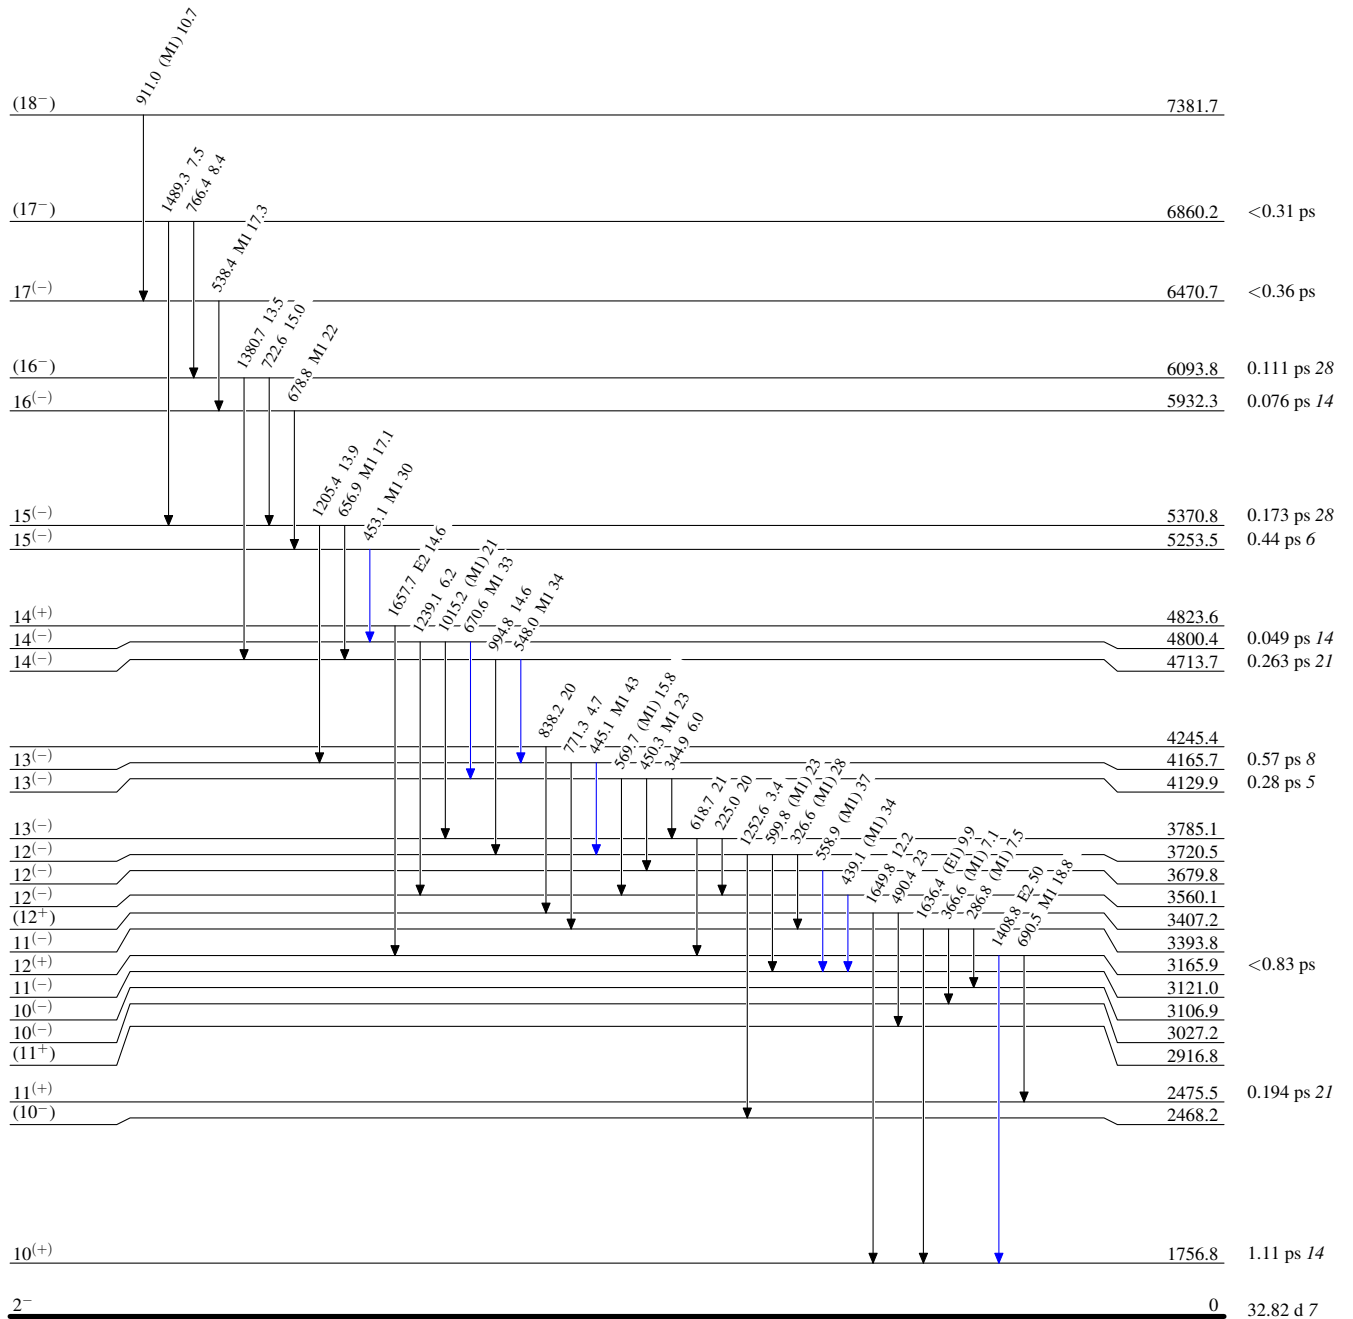 911.0 (M1) 10.7
(18−) 7381.7
1489.3 7.5
766.4 8.4
(17−) 6860.2 <0.31 ps
538.4 M1 17.3
17(−) 6470.7 <0.36 ps
1380.7 13.5
722.6 15.0
678.8 M1 22
(16−) 6093.8 0.111 ps 28
16(−) 5932.3 0.076 ps 14
1205.4 13.9
656.9 M1 17.1
453.1 M1 30
15(−) 5370.8 0.173 ps 28
15(−) 5253.5 0.44 ps 6
1657.7 E2 14.6
1239.1 6.2
1015.2 (M1) 21
670.6 M1 33
994.8 14.6
548.0 M1 34
14(+) 4823.6
14(−) 4800.4 0.049 ps 14
14(−) 4713.7 0.263 ps 21
838.2 20
771.3 4.7
445.1 M1 43
569.7 (M1) 15.8
450.3 M1 23
344.9 6.0
4245.4
13(−) 4165.7 0.57 ps 8
13(−) 4129.9 0.28 ps 5
618.7 21
225.0 20
1252.6 3.4
599.8 (M1) 23
326.6 (M1) 28
558.9 (M1) 37
439.1 (M1) 34
1649.8 12.2
490.4 23
1636.4 (E1) 9.9
366.6 (M1) 7.1
286.8 (M1) 7.5
1408.8 E2 50
690.5 M1 18.8
13(−) 3785.1
12(−) 3720.5
12(−) 3679.8
12(−) 3560.1
(12+) 3407.2
11(−) 3393.8
12(+) 3165.9 <0.83 ps
11(−) 3121.0
10(−) 3106.9
10(−) 3027.2
(11+) 2916.8
11(+) 2475.5 0.194 ps 21
(10−) 2468.2
10(+) 1756.8 1.11 ps 14
2− 0 32.82 d 7